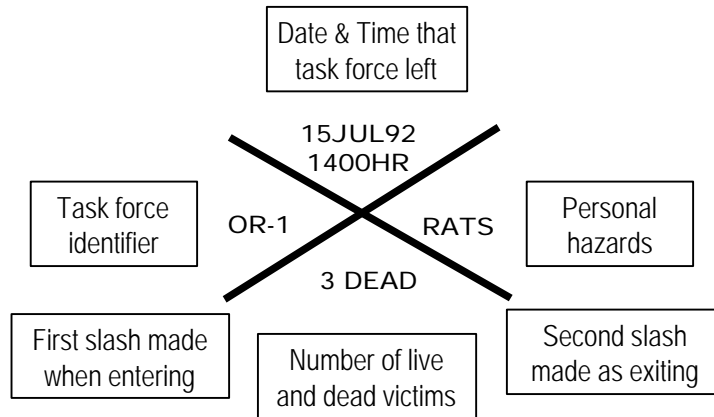 Date & Time that
task force left
15JUL92
1400HR
Task force
identifier
OR-1
RATS
Personal
hazards
3 DEAD
First slash made
when entering
Number of live
and dead victims
Second slash
made as exiting